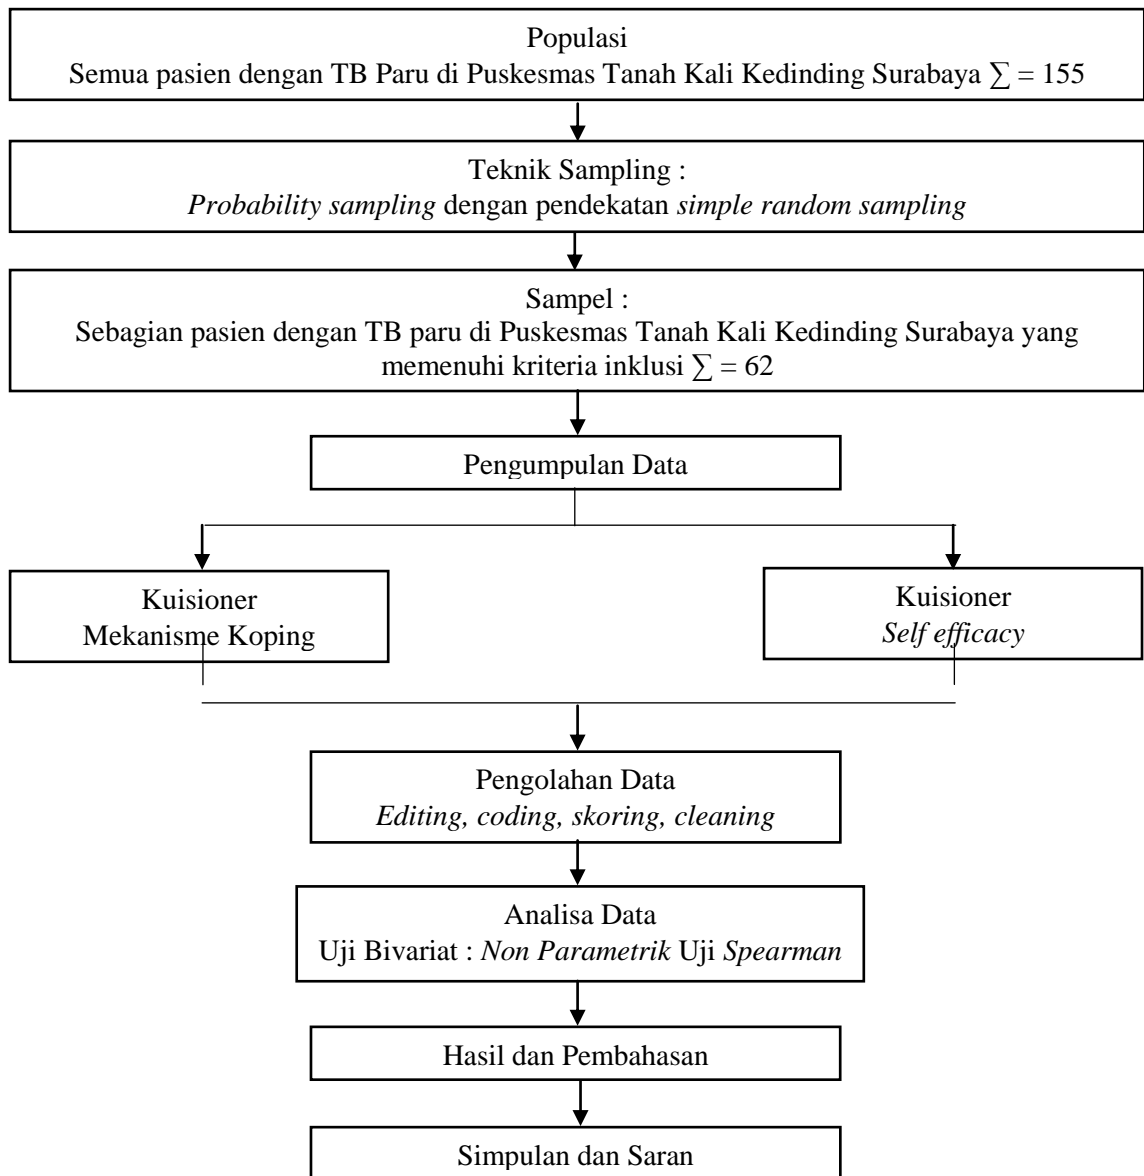 Populasi
Semua pasien dengan TB Paru di Puskesmas Tanah Kali Kedinding Surabaya ∑ = 155
Teknik Sampling :
Probability sampling dengan pendekatan simple random sampling
Sampel :
Sebagian pasien dengan TB paru di Puskesmas Tanah Kali Kedinding Surabaya yang
memenuhi kriteria inklusi ∑ = 62
Pengumpulan Data
Kuisioner
Mekanisme Koping
Kuisioner
Self efficacy
Pengolahan Data
Editing, coding, skoring, cleaning
Analisa Data
Uji Bivariat : Non Parametrik Uji Spearman
Hasil dan Pembahasan
Simpulan dan Saran